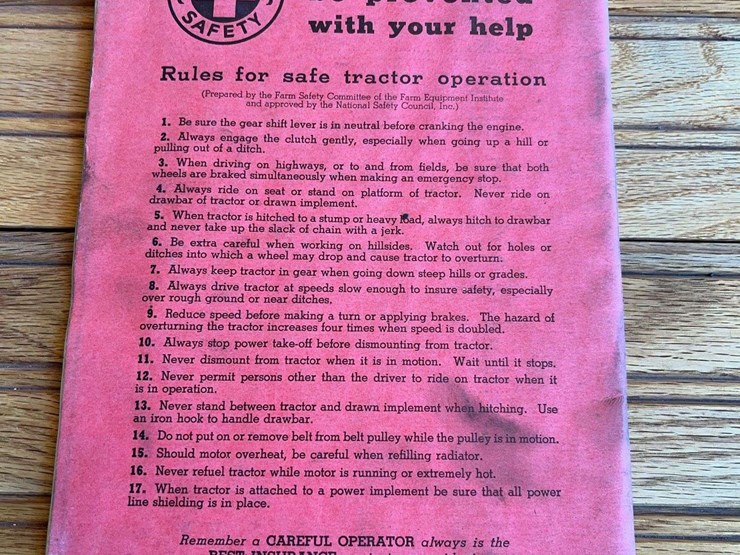 SAFETY
be prevented
with your help
Rules for safe tractor operation
(Prepared by the Farm Safety Committee of the Farm Equipment Institute
and approved by the National Safety Council, Inc.)
1. Be sure the gear shift lever is in neutral before cranking the engine.
2. Always engage the clutch gently, especially when going up a hill or
pulling out of a ditch.
3. When driving on highways, or to and from fields, be sure that both
wheels are braked simultaneously when making an emergency stop.
4. Always ride on seat or stand on platform of tractor. Never ride on
drawbar of tractor or drawn implement.
5. When tractor is hitched to a stump or heavy load, always hitch to drawbar
and never take up the slack of chain with a jerk.
6. Be extra careful when working on hillsides. Watch out for holes or
ditches into which a wheel may drop and cause tractor to overturn.
7. Always keep tractor in gear when going down steep hills or grades.
8. Always drive tractor at speeds slow enough to insure safety, especially
over rough ground or near ditches.
9. Reduce speed before making a turn or applying brakes. The hazard of
overturning the tractor increases four times when speed is doubled.
10. Always stop power take-off before dismounting from tractor.
11. Never dismount from tractor when it is in motion. Wait until it stops.
12. Never permit persons other than the driver to ride on tractor when it
is in operation.
13. Never stand between tractor and drawn implement when hitching. Use
an iron hook to handle drawbar.
14. Do not put on or remove belt from belt pulley while the pulley is in motion.
15. Should motor overheat, be careful when refilling radiator.
16. Never refuel tractor while motor is running or extremely hot.
17. When tractor is attached to a power implement be sure that all power
line shielding is in place.
Remember a CAREFUL OPERATOR always is the
BEST INSURANCE